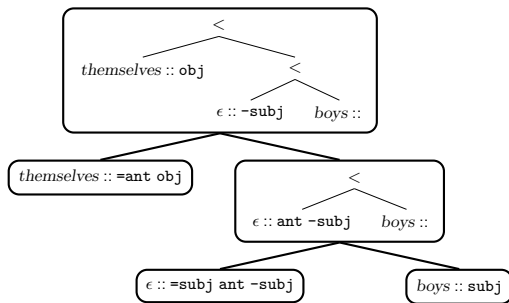 <
themselves :: obj <
ϵ :: -subj boys ::
themselves :: =ant obj
<
ϵ :: ant -subj boys ::
ϵ :: =subj ant -subj boys :: subj